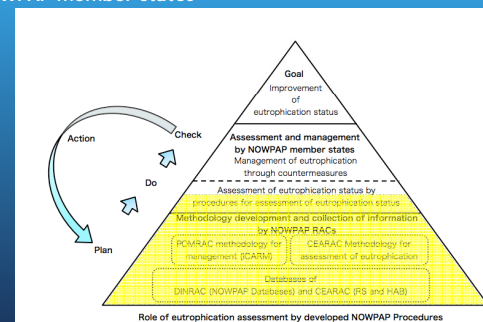 NOWPAP member states
Goal
Improvement
of
eutrophication status
Action
Check
Assessment and management
by NOWPAP member states
Management of eutrophication
through countermeasures
Do
Assessment of eutrophication status by
procedures for assessment of eutrophication status
Methodology development and collection of information
by NOWPAP RACs
Plan
POMRAC methodology for
management (ICARM)
CEARAC Methodology for
assessment of eutrophication
Databases of
DINRAC (NOWPAP Databases) and CEARAC (RS and HAB)
Role of eutrophication assessment by developed NOWPAP Procedures